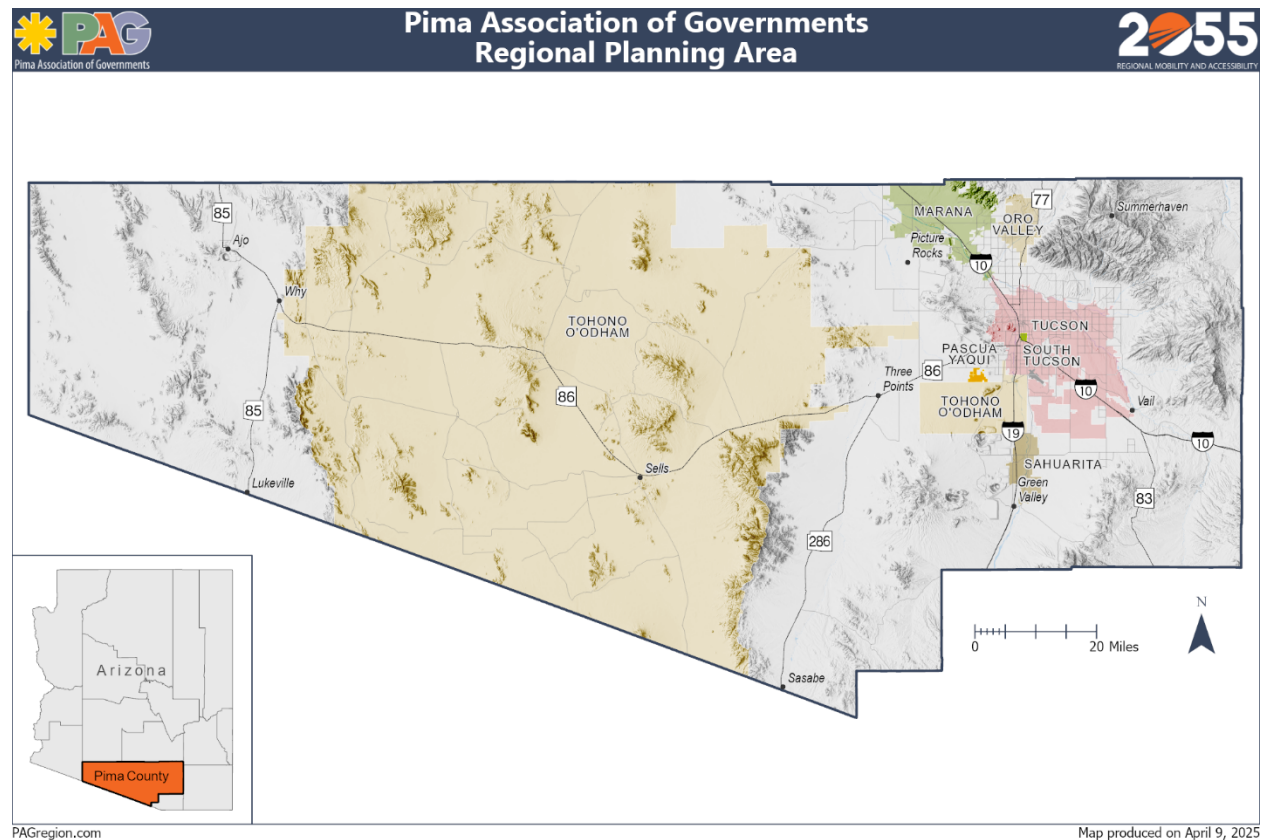 PAG
Pima Association of Governments
Pima Association of Governments
Regional Planning Area
2055
REGIONAL MOBILITY AND ACCESSIBILITY
85
Ajo
Why
85
Lukeville
TOHONO
O'ODHAM
86
Sells
286
Sasabe
Three
Points
86
MARANA
Picture
Rocks
ORO
VALLEY
77
Summerhaven
10
TUCSON
SOUTH
TUCSON
PASCUA
YAQUI
TOHONO
O'ODHAM
10
Vail
19
10
SAHUARITA
Green
Valley
83
N
0
20 Miles
Arizona
Pima County
PAGregion.com
Map produced on April 9, 2025